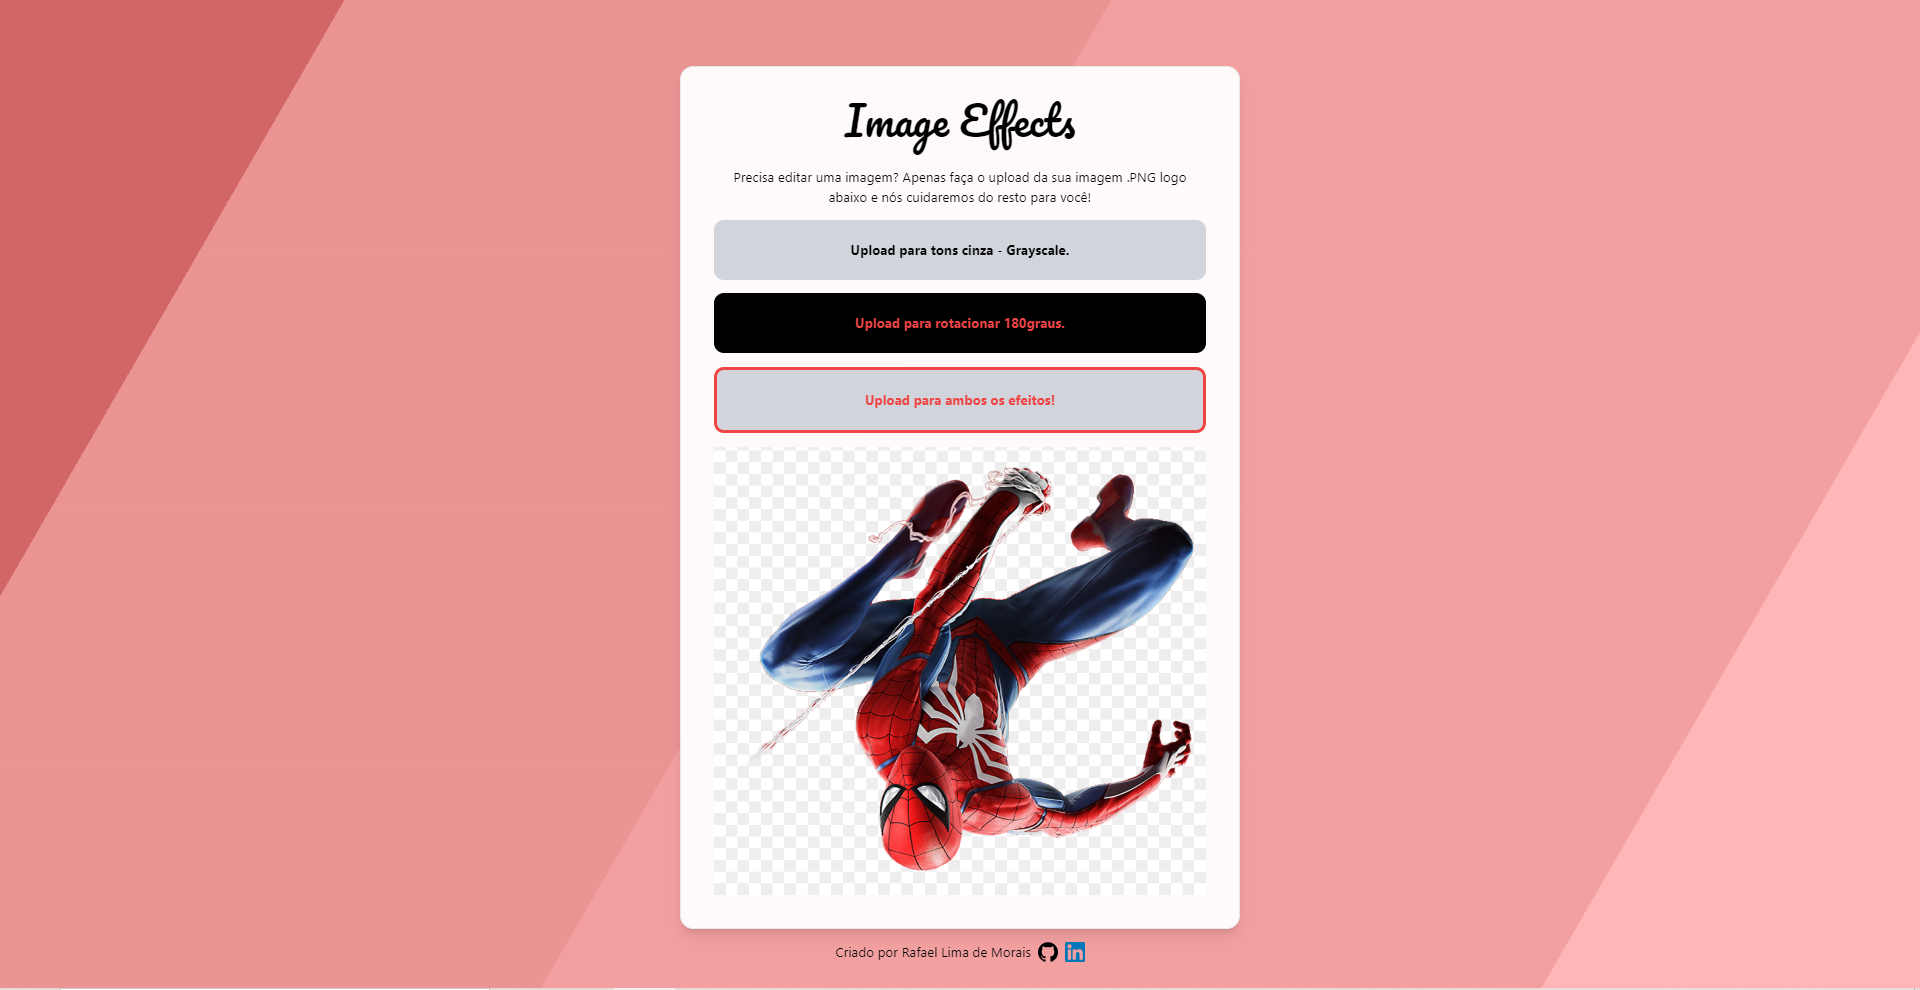 Image Effects
Precisa editar uma imagem? Apenas faça o upload da sua imagem .PNG logo
abaixo e nós cuidaremos do resto para você!
Upload para tons cinza - Grayscale.
Upload para rotacionar 180graus.
Upload para ambos os efeitos!
Criado por Rafael Lima de Morais